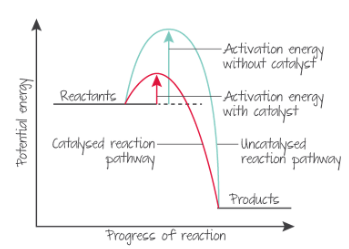 Potential energy
Activation energy
without catalyst
Reactants
Activation energy
with catalyst
Catalysed reaction
pathway
Uncatalysed
reaction pathway
Products
Progress of reaction